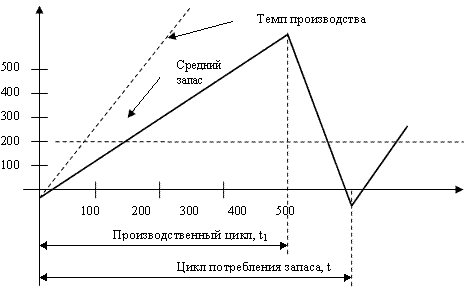 Темп производства
Средний
запас
500
400
300
200
100
100 200 300 400 500
Производственный цикл, t1
Цикл потребления запаса, t